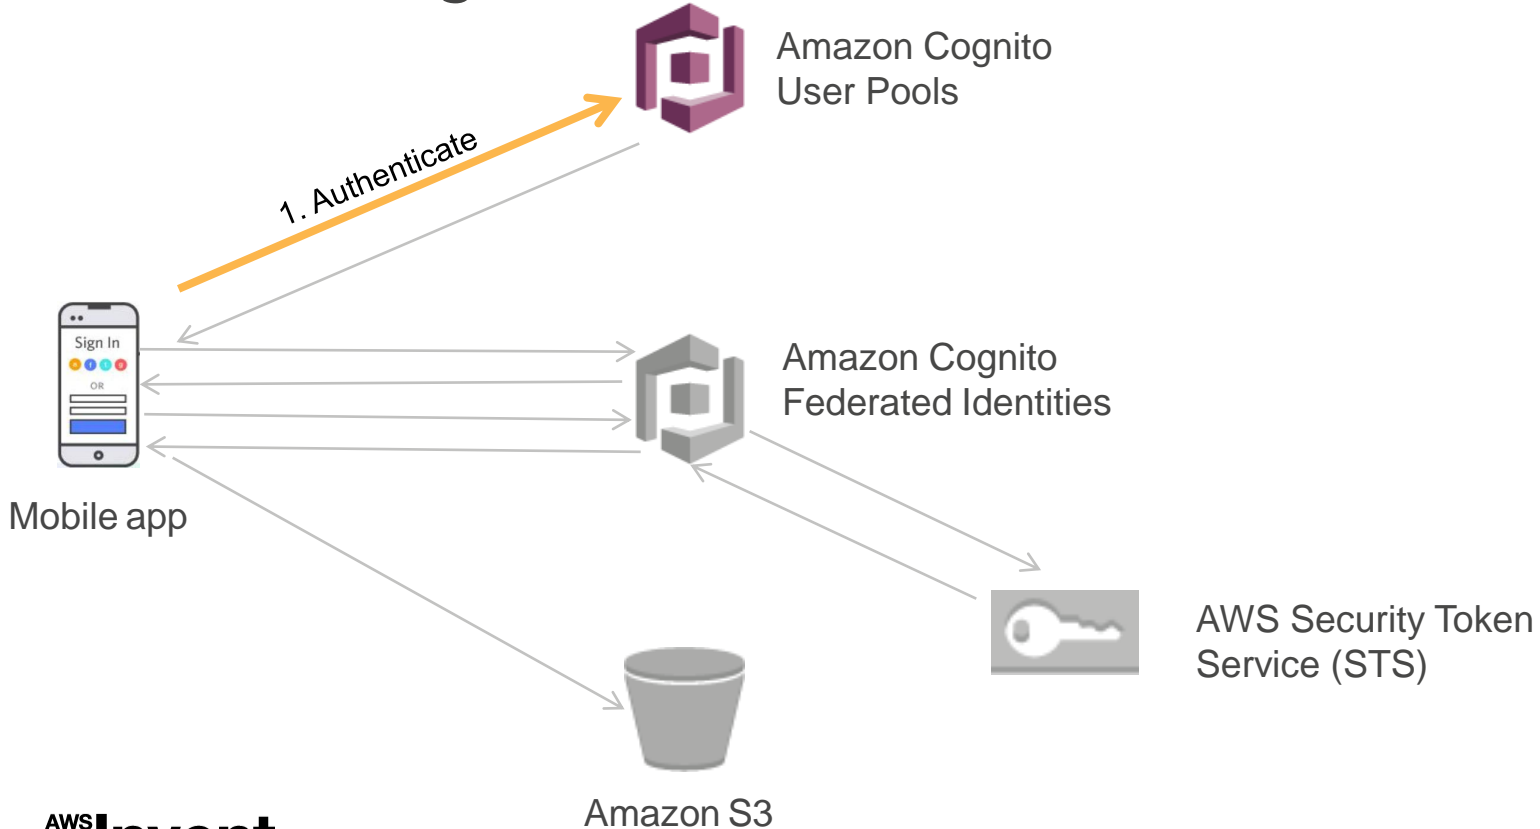 Amazon Cognito
User Pools
1. Authenticate
Sign In
OR
Amazon Cognito
Federated Identities
Mobile app
AWS Security Token
Service (STS)
Amazon S3
AWS